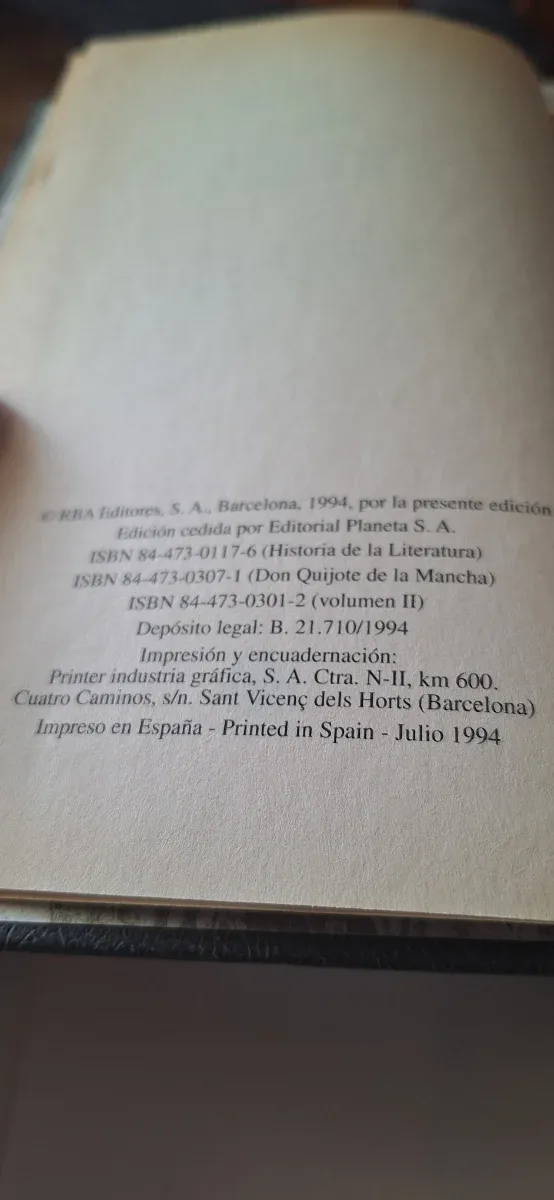 © RBA Editores, S. A., Barcelona, 1994, por la presente edición
Edición cedida por Editorial Planeta S. A.
ISBN 84-473-0117-6 (Historia de la Literatura)
ISBN 84-473-0307-1 (Don Quijote de la Mancha)
ISBN 84-473-0301-2 (volumen II)
Depósito legal: B. 21.710/1994
Impresión y encuadernación:
Printer industria gráfica, S. A. Ctra. N-II, km 600.
Cuatro Caminos, s/n. Sant Vicenç dels Horts (Barcelona)
Impreso en España - Printed in Spain - Julio 1994